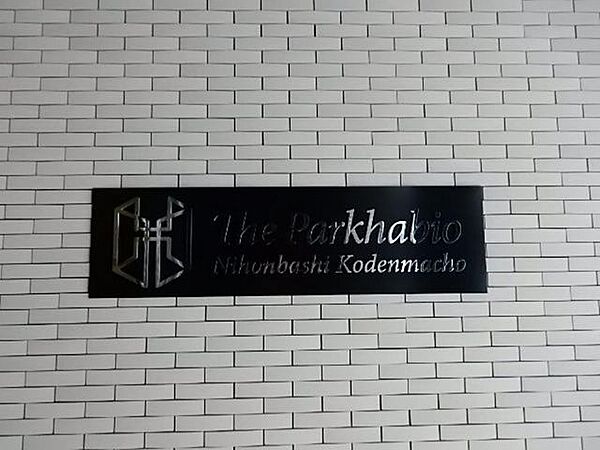 The Parkhabio
Nihonbashi Kodenmacho